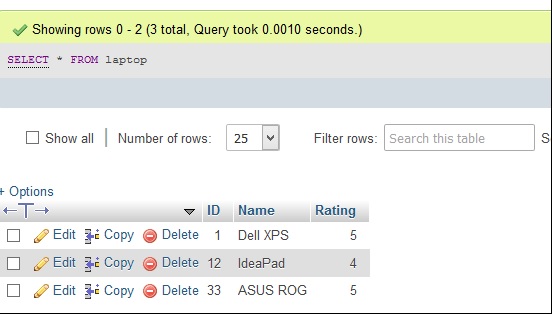 Showing rows 0 - 2 (3 total, Query took 0.0010 seconds.)
SELECT * FROM laptop
Show all Number of rows: 25 Filter rows: Search this table S
+ Options
←T→ ID Name Rating
Edit Copy Delete 1 Dell XPS 5
Edit Copy Delete 12 IdeaPad 4
Edit Copy Delete 33 ASUS ROG 5